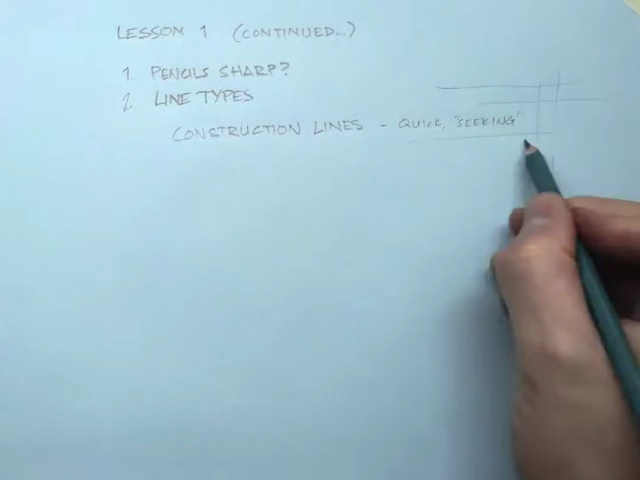 LESSON 1 (CONTINUED...)
1. PENCILS SHARP?
2. LINE TYPES
CONSTRUCTION LINES - QUICK, "SEEKING"